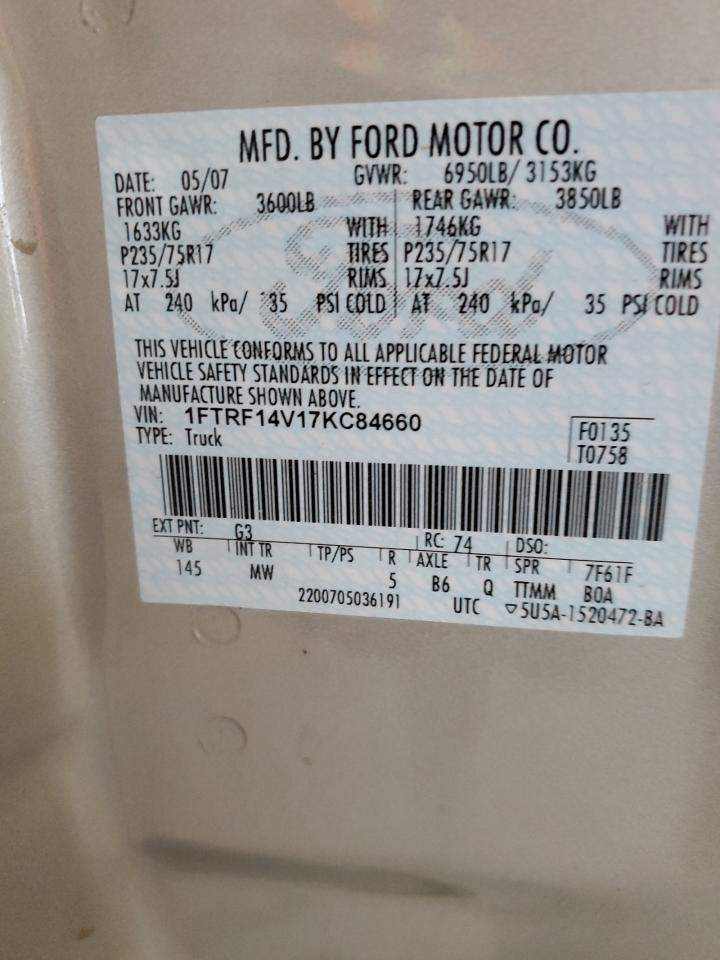 MFD. BY FORD MOTOR CO.
DATE: 05/07 GVWR: 6950LB/ 3153KG
FRONT GAWR: 3600LB REAR GAWR: 3850LB
1633KG WITH 1746KG WITH
P235/75R17 TIRES P235/75R17 TIRES
17x7.5J RIMS 17x7.5J RIMS
AT 240 kPa/ 35 PSI COLD AT 240 kPa/ 35 PSI COLD
Ford
THIS VEHICLE CONFORMS TO ALL APPLICABLE FEDERAL MOTOR
VEHICLE SAFETY STANDARDS IN EFFECT ON THE DATE OF
MANUFACTURE SHOWN ABOVE.
VIN: 1FTRF14V17KC84660
TYPE: Truck
F0135
T0758
EXT PNT: G3 RC: 74 DSO:
WB INT TR TP/PS R AXLE TR SPR 7F61F
145 MW 5 B6 Q TTMM B0A
2200705036191 UTC ▽5U5A-1520472-BA